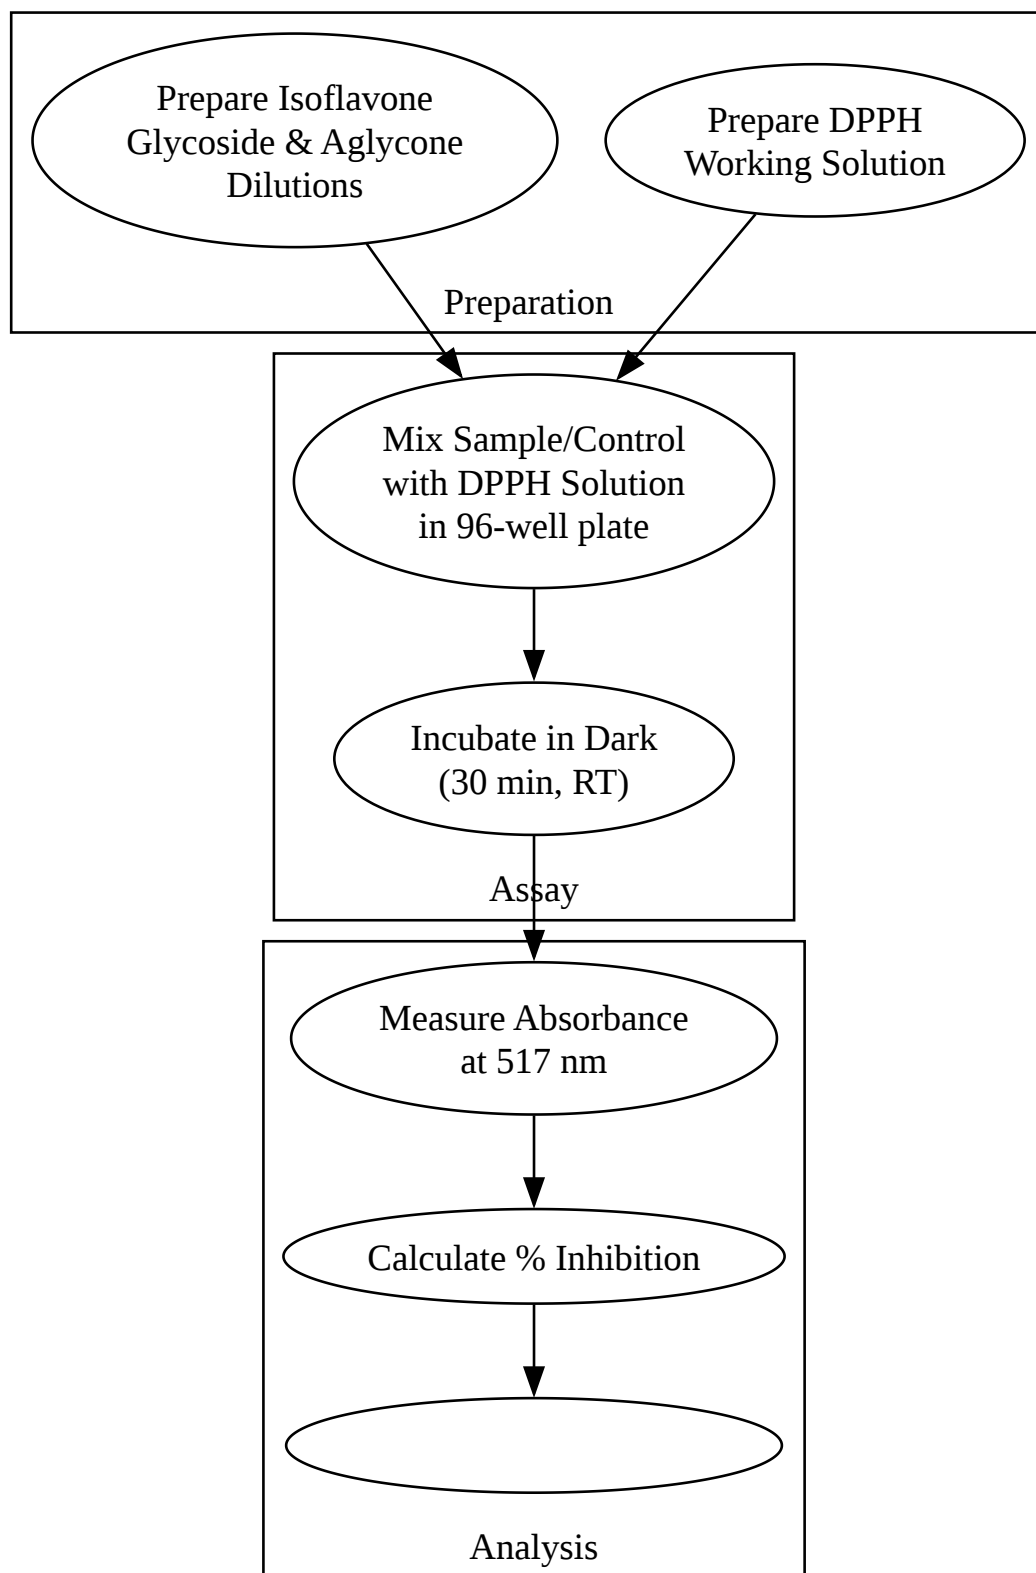 Prepare Isoflavone
Glycoside & Aglycone
Dilutions
Prepare DPPH
Working Solution
Preparation
Mix Sample/Control
with DPPH Solution
in 96-well plate
Incubate in Dark
(30 min, RT)
Assay
Measure Absorbance
at 517 nm
Calculate % Inhibition
Analysis